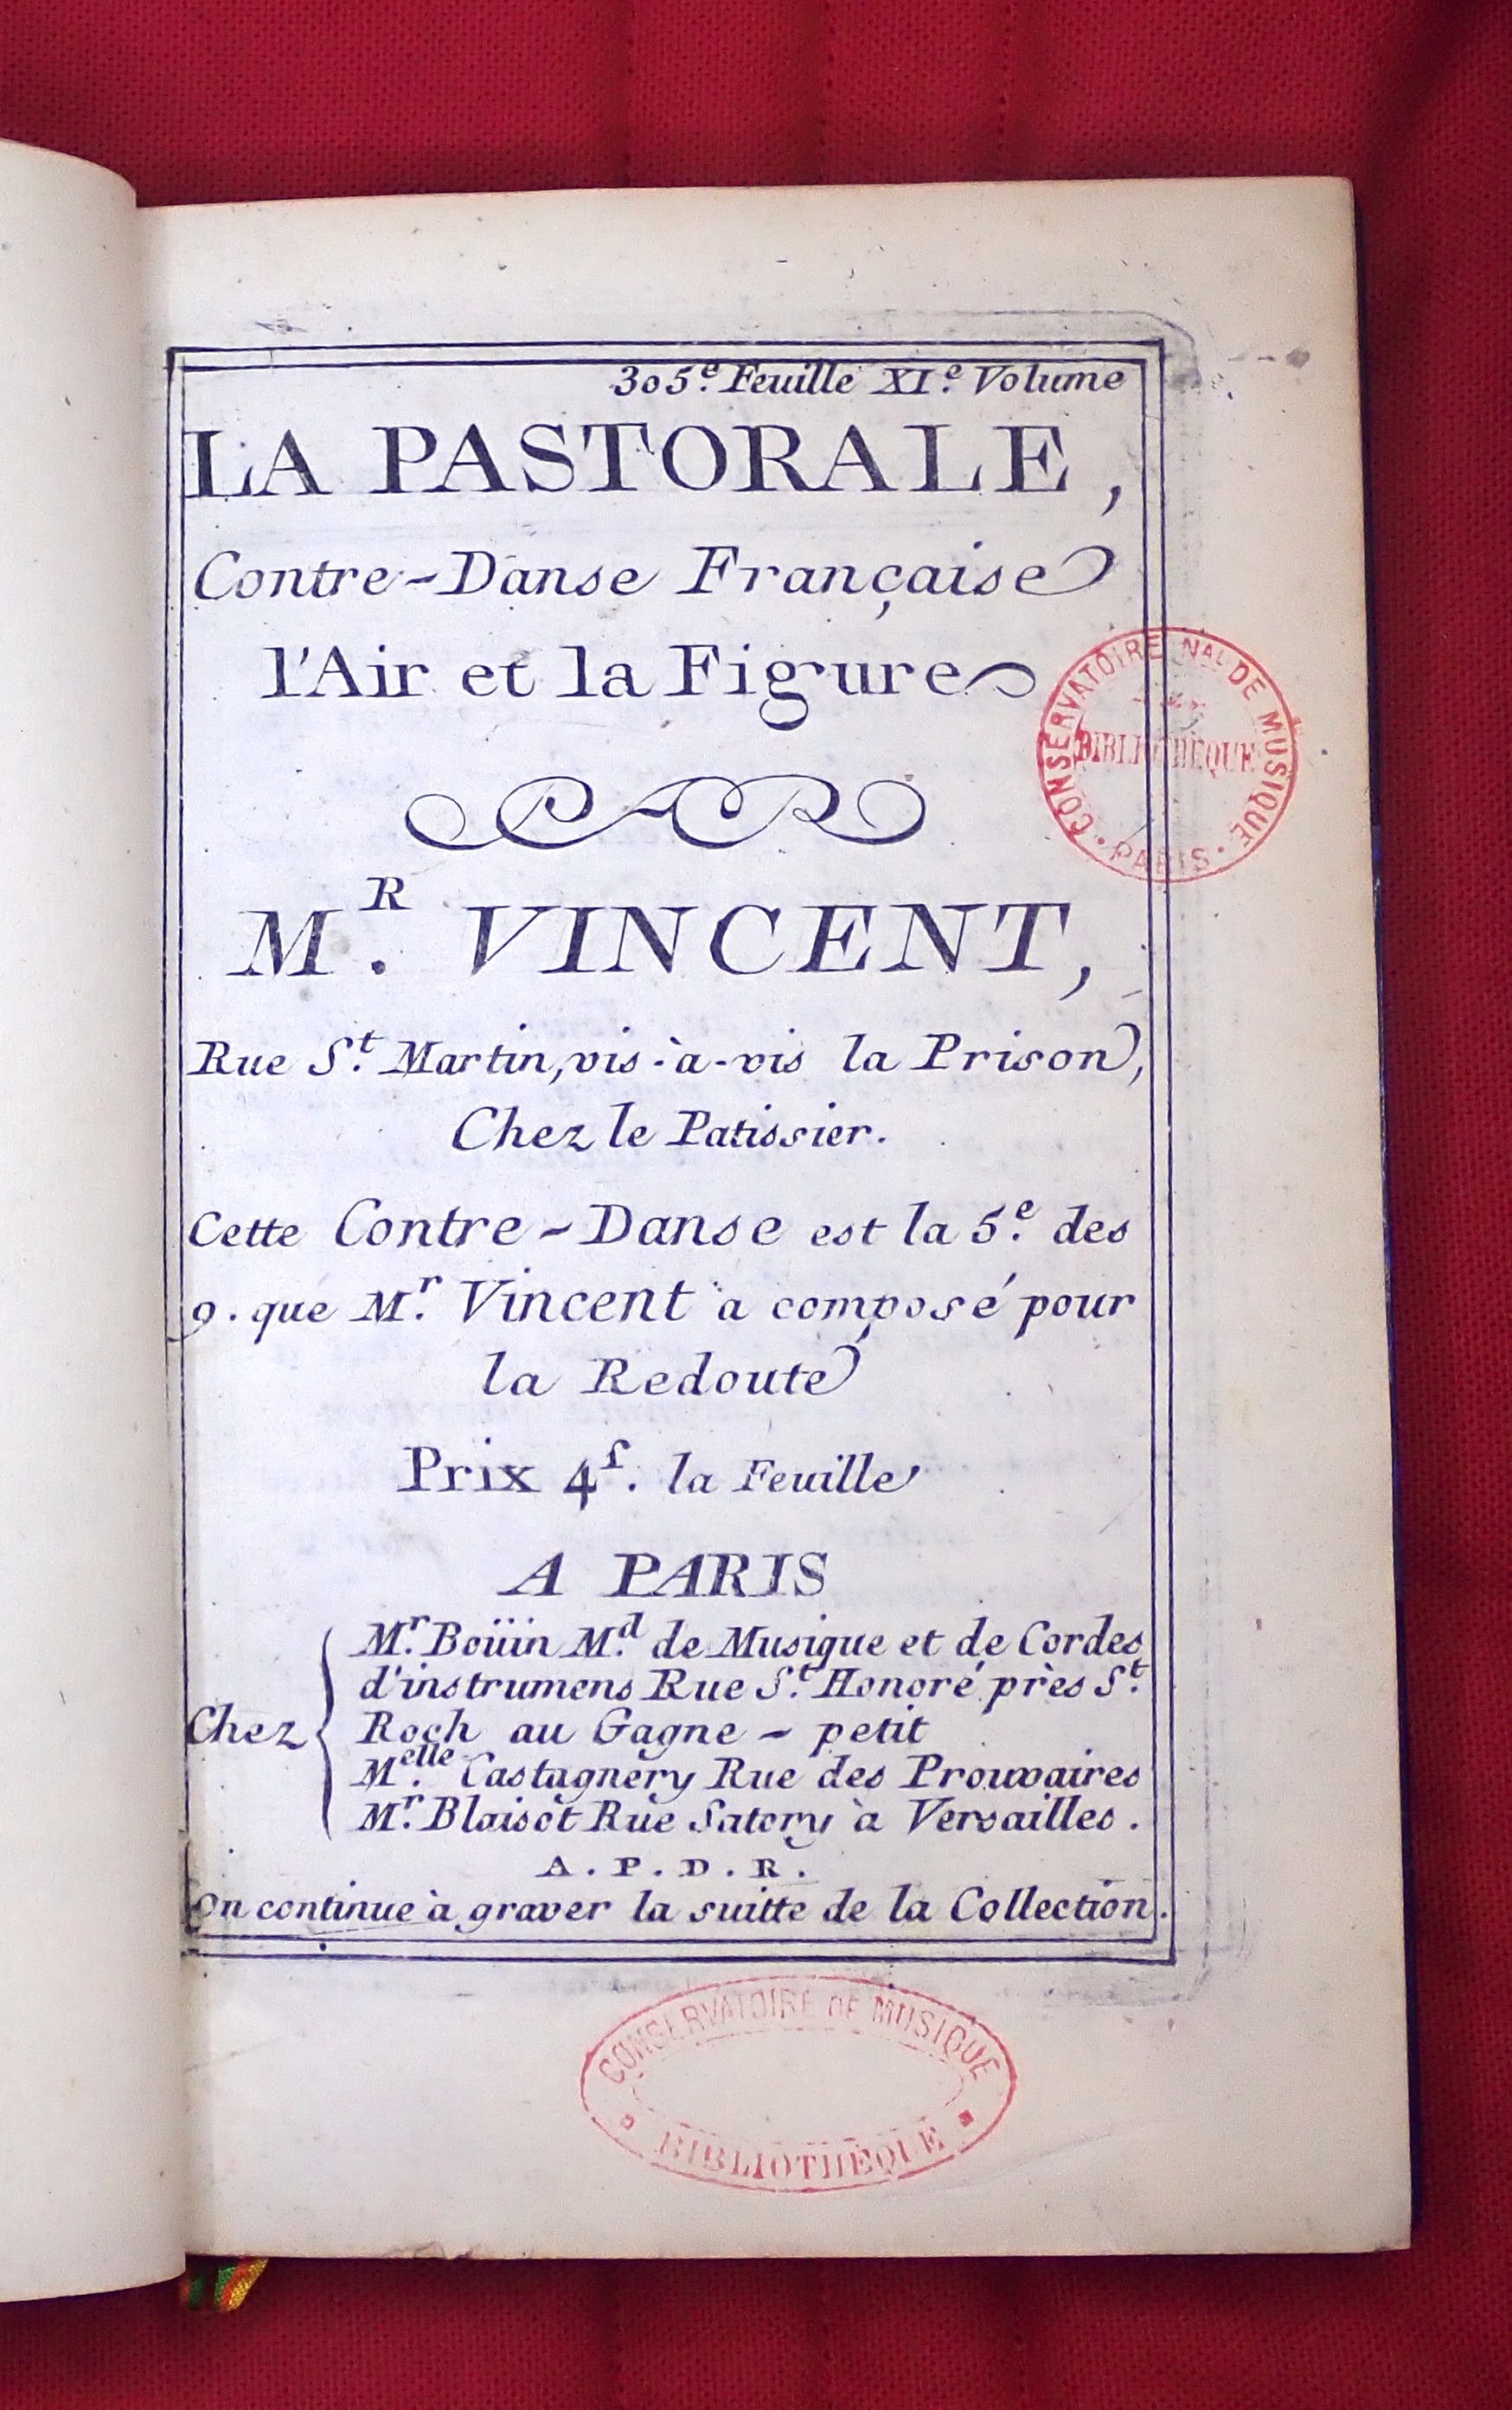 305.e Feuille XI.e Volume
LA PASTORALE,
Contre-Danse Française
l'Air et la Figure
M.R VINCENT,
Rue S.t Martin, vis-à-vis la Prison,
Chez le Patissier.
Cette Contre-Danse est la 5.e des
9. que M.r Vincent a composé pour
la Redoute
Prix 4.s la Feuille
A PARIS
Chez
M.r Boüin M.d de Musique et de Cordes
d'instrumens Rue S.t Honoré près S.t
Roch au Gagne-petit
M.elle Castagnery Rue des Prouvaires
M.r Blaisot Rue Satory à Versailles.
A.P.D.R.
On continue à graver la suitte de la Collection.
CONSERVATOIRE NAL DE MUSIQUE
BIBLIOTHÈQUE
PARIS
CONSERVATOIRE DE MUSIQUE
BIBLIOTHÈQUE